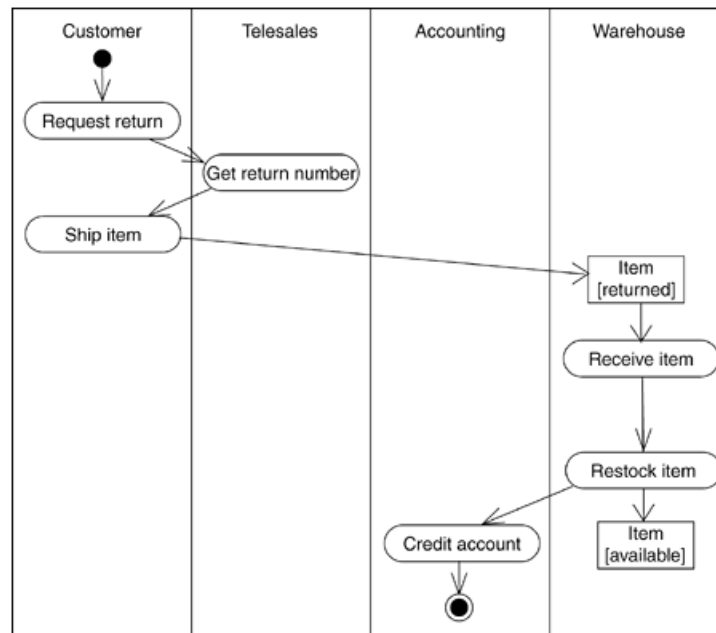 Customer
Telesales
Accounting
Warehouse
Request return
Get return number
Ship item
Item
[returned]
Receive item
Restock item
Credit account
Item
[available]